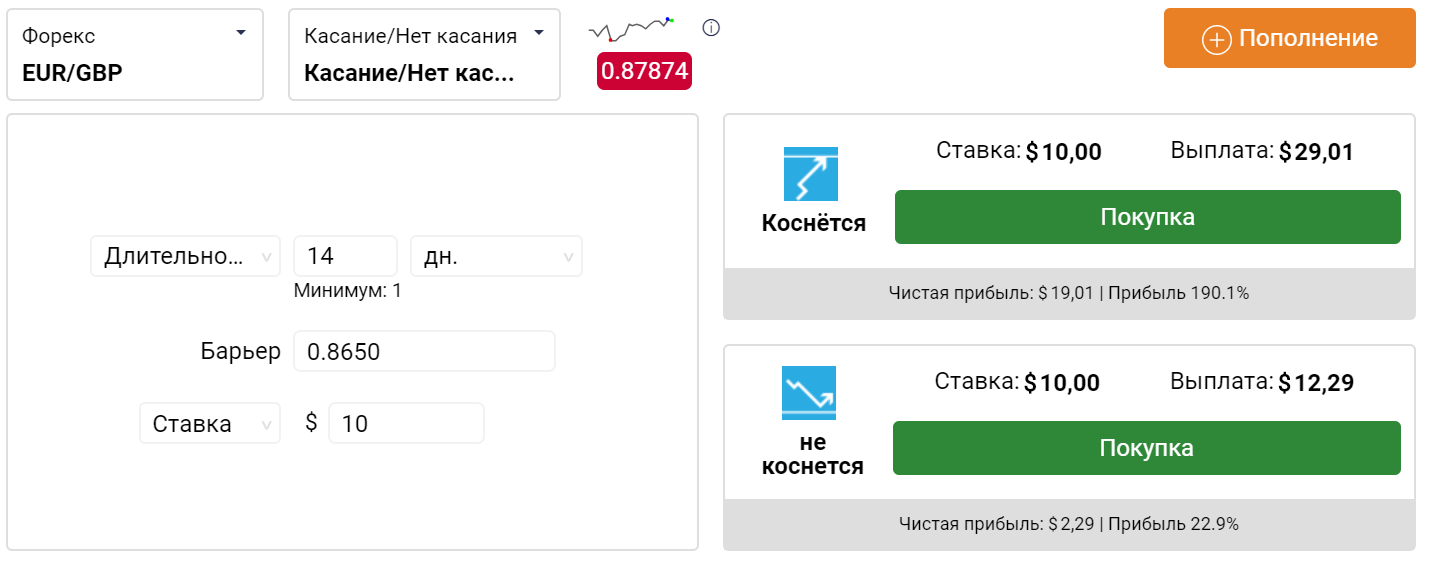 Форекс
EUR/GBP
Касание/Нет касания
Касание/Нет кас...
0.87874
Пополнение
Длительно...
14
дн.
Минимум: 1
Барьер
0.8650
Ставка
$
10
Ставка: $10,00
Выплата: $29,01
Коснётся
Покупка
Чистая прибыль: $19,01 | Прибыль 190.1%
Ставка: $10,00
Выплата: $12,29
не
коснется
Покупка
Чистая прибыль: $2,29 | Прибыль 22.9%